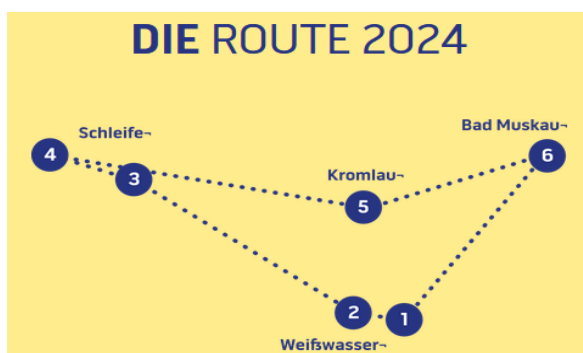 DIE ROUTE 2024
Schleife¬
Bad Muskau¬
4
6
3
Kromlau¬
5
2
1
Weißwasser¬